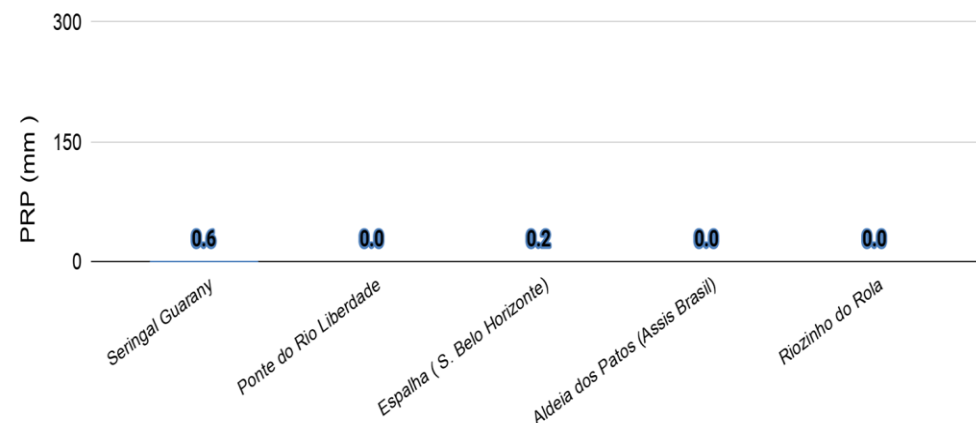 300
PRP (mm )
150
0
0.6
0.0
0.2
0.0
0.0
Seringal Guarany
Ponte do Rio Liberdade
Espalha ( S. Belo Horizonte)
Aldeia dos Patos (Assis Brasil)
Riozinho do Rola